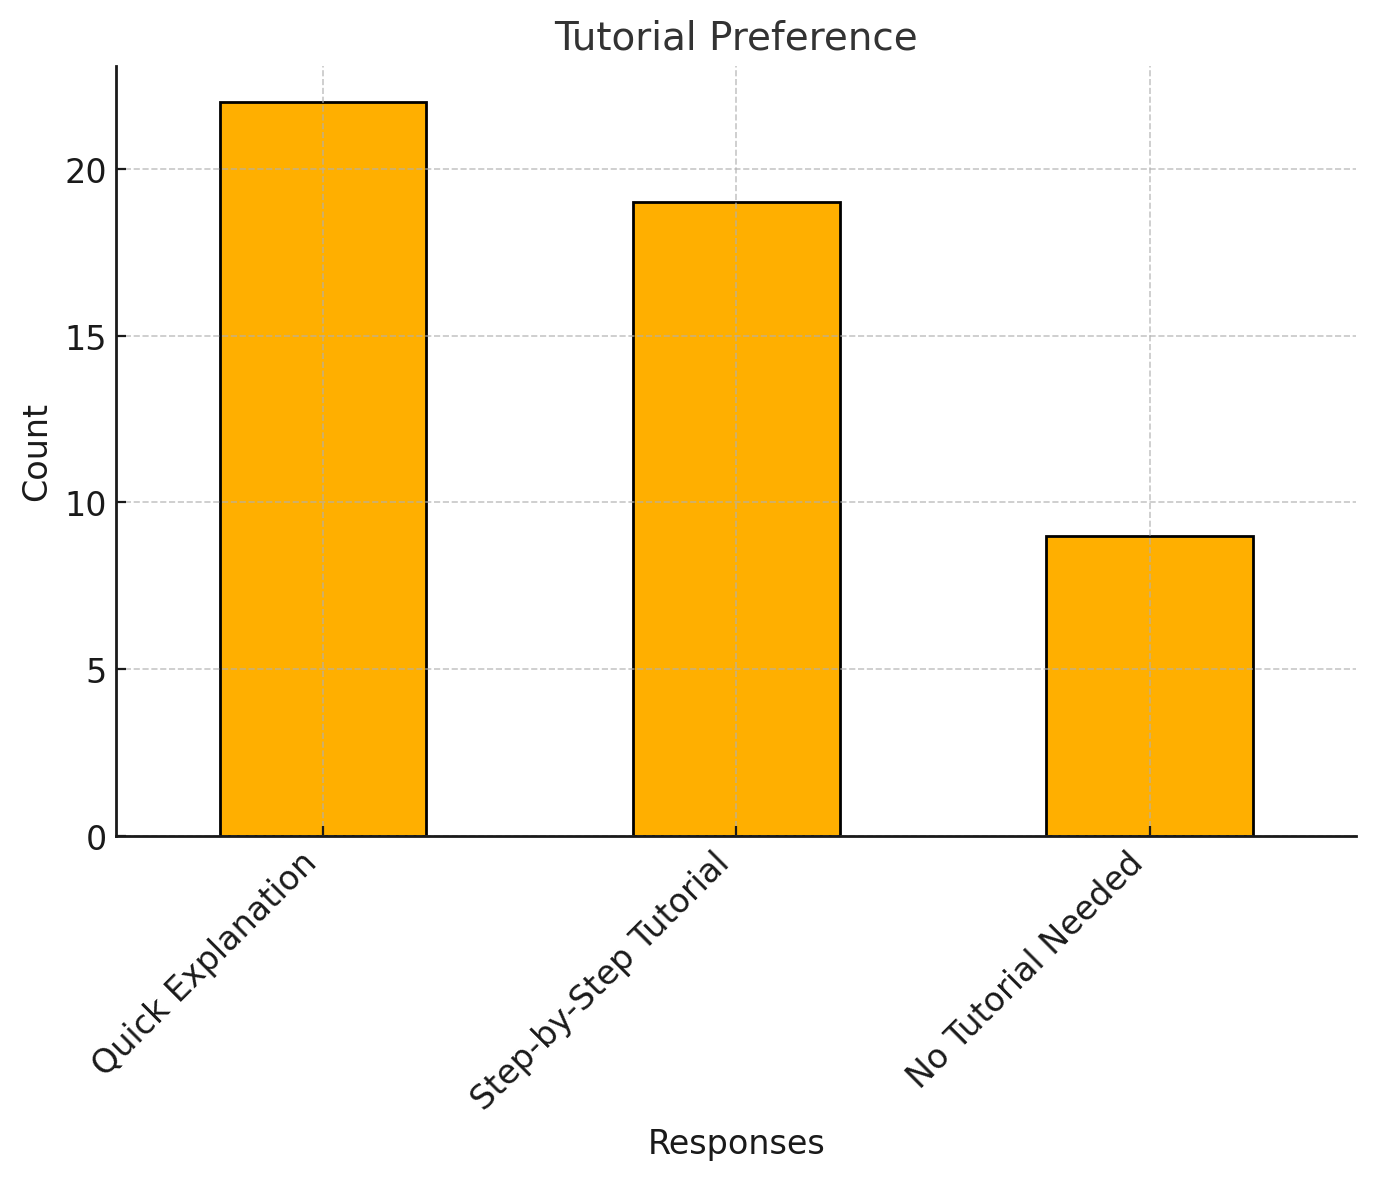 Tutorial Preference
20
15
10
5
0
Count
Quick Explanation
Step-by-Step Tutorial
No Tutorial Needed
Responses